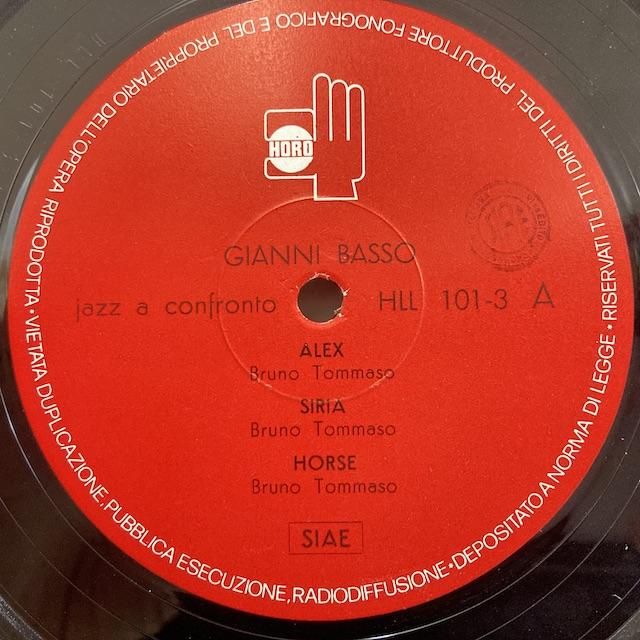 HORO
GIANNI BASSO
jazz a confronto
HLL 101-3 A
ALEX
Bruno Tommaso
SIRIA
Bruno Tommaso
HORSE
Bruno Tommaso
SIAE
RISERVATI TUTTI I DIRITTI DEL PRODUTTORE FONOGRAFICO E DEL PROPRIETARIO DELL'OPERA RIPRODOTTA • VIETATA DUPLICAZIONE, PUBBLICA ESECUZIONE, RADIODIFFUSIONE • DEPOSITATO A NORMA DI LEGGE •